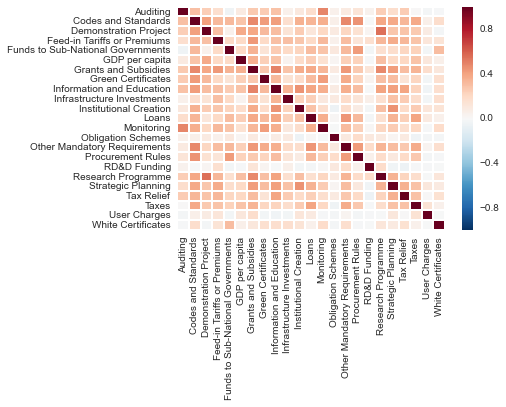 Auditing
Codes and Standards
Demonstration Project
Feed-in Tariffs or Premiums
Funds to Sub-National Governments
GDP per capita
Grants and Subsidies
Green Certificates
Information and Education
Infrastructure Investments
Institutional Creation
Loans
Monitoring
Obligation Schemes
Other Mandatory Requirements
Procurement Rules
RD&D Funding
Research Programme
Strategic Planning
Tax Relief
Taxes
User Charges
White Certificates
0.8
0.4
0.0
−0.4
−0.8
Auditing
Codes and Standards
Demonstration Project
Feed-in Tariffs or Premiums
Funds to Sub-National Governments
GDP per capita
Grants and Subsidies
Green Certificates
Information and Education
Infrastructure Investments
Institutional Creation
Loans
Monitoring
Obligation Schemes
Other Mandatory Requirements
Procurement Rules
RD&D Funding
Research Programme
Strategic Planning
Tax Relief
Taxes
User Charges
White Certificates